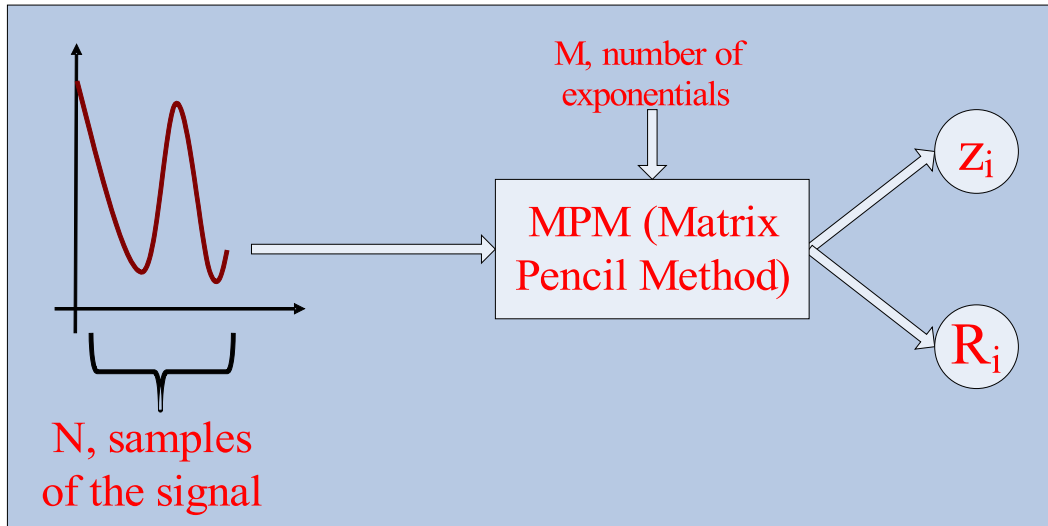 M, number of
exponentials
MPM (Matrix
Pencil Method)
zᵢ
Rᵢ
N, samples
of the signal